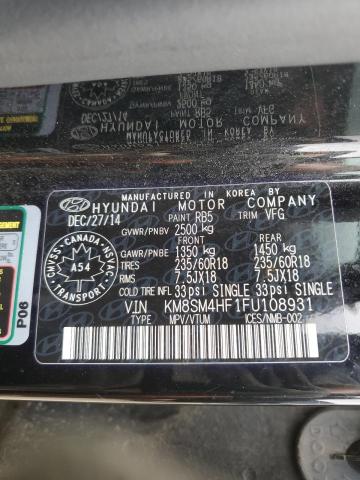 MANUFACTURED IN KOREA BY
HYUNDAI MOTOR COMPANY
DEC/27/14 PAINT RB5 TRIM VFG
GVWR/PNBV 2500 kg
FRONT REAR
GAWR/PNBE 1350 kg 1450 kg
TIRES 235/60R18 235/60R18
RIMS 7.5JX18 7.5JX18
COLD TIRE INFL 33psi SINGLE 33psi SINGLE
VIN KM8SM4HF1FU108931
TYPE MPV/VTUM ICES/NMB-002
CANADA
CMVSS NSVAC
A54
TRANSPORT
P06